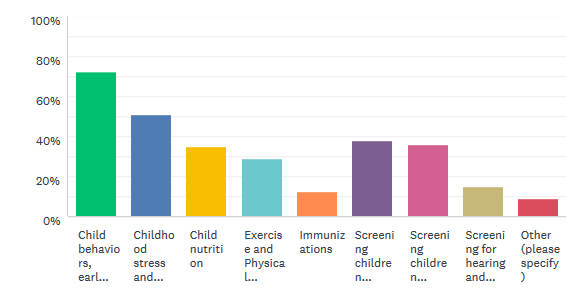 100%
80%
60%
40%
20%
0%
Child
behavio
rs,
earl...
Childho
od
stress
and...
Child
nutriti
on
Exercis
e and
Physica
l...
Immuniz
ations
Screeni
ng
childre
n...
Screeni
ng
childre
n...
Screeni
ng for
hearing
and...
Other
(please
specify
)